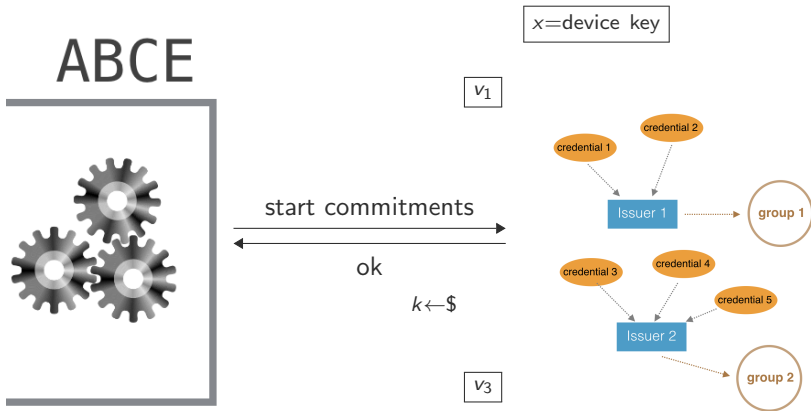 x=device key
ABCE
v₁
credential 1
credential 2
Issuer 1
group 1
start commitments
ok
k←$
credential 3
credential 4
credential 5
Issuer 2
group 2
v₃